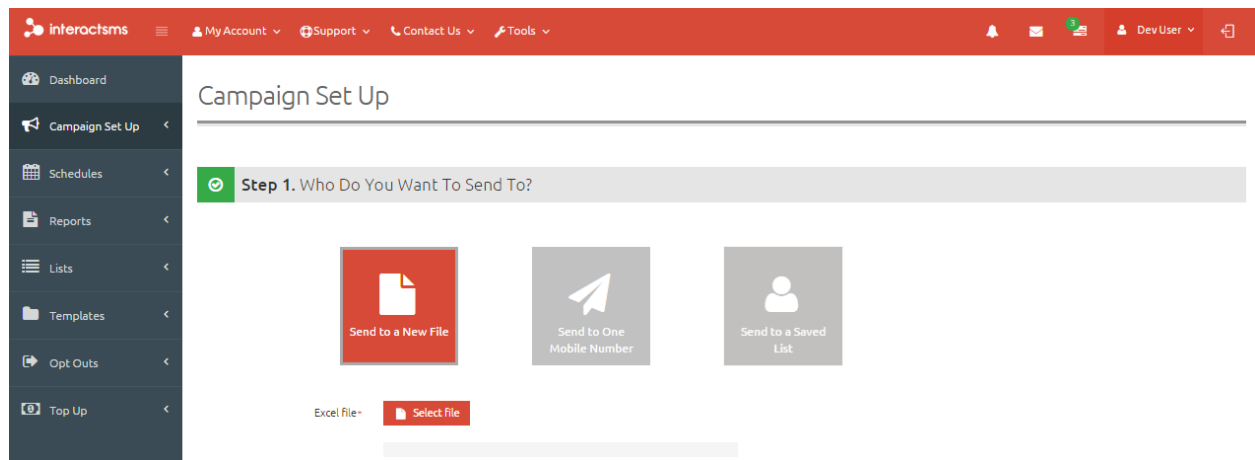 interactsms
My Account
Support
Contact Us
Tools
3
Dev User
Dashboard
Campaign Set Up
Schedules
Reports
Lists
Templates
Opt Outs
Top Up
Campaign Set Up
Step 1. Who Do You Want To Send To?
Send to a New File
Send to One
Mobile Number
Send to a Saved
List
Excel file*
Select file